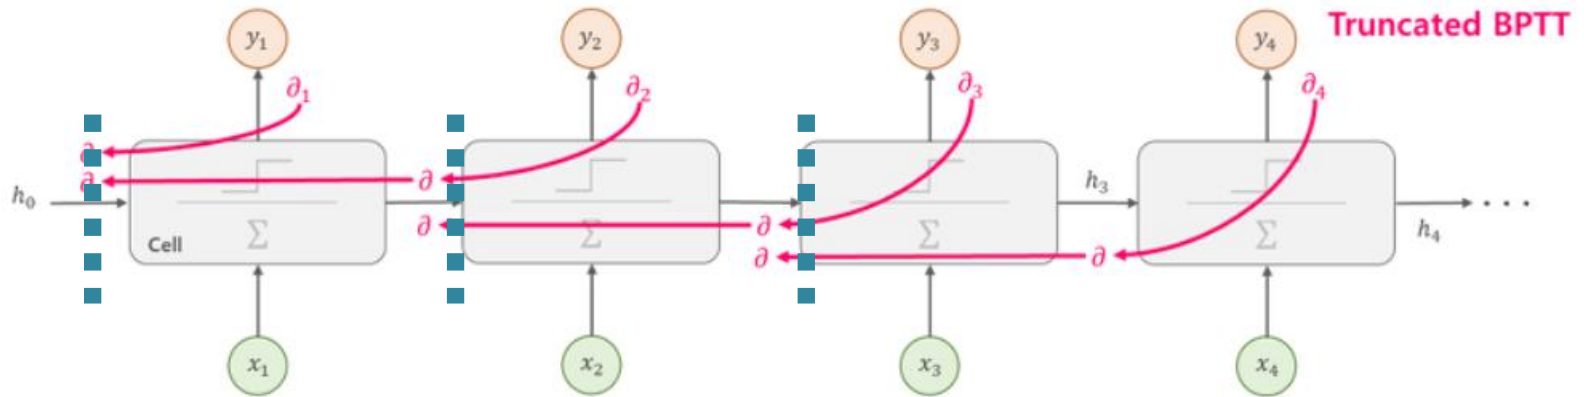 y₁ y₂ y₃ y₄ Truncated BPTT
∂₁ ∂₂ ∂₃ ∂₄
∂
∂ ∂
h₀ h₃
∂ ∂ h₄
Cell Σ Σ Σ Σ
∂ ∂
x₁ x₂ x₃ x₄